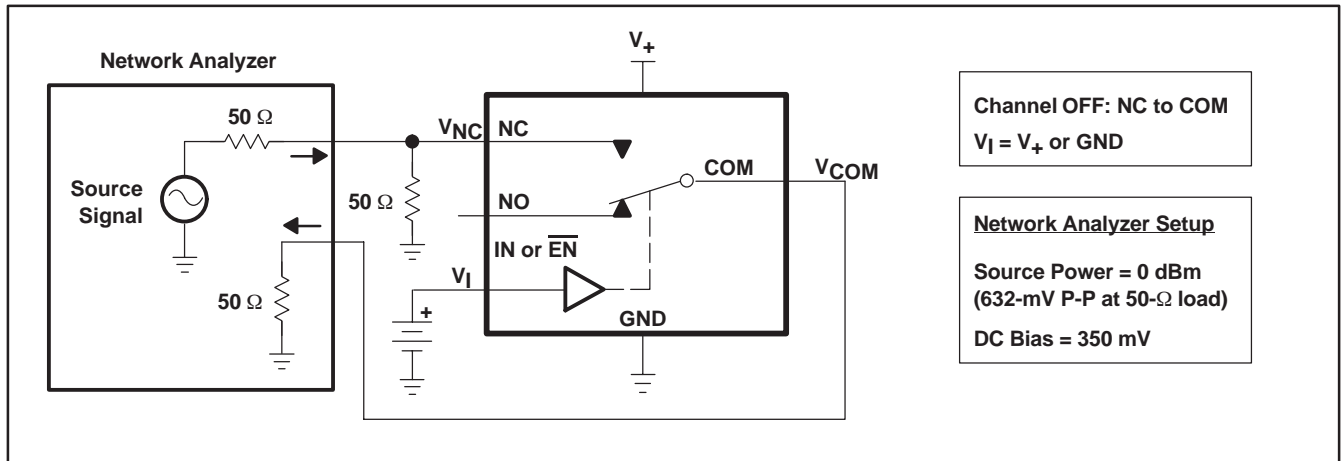 Network Analyzer
50 Ω
Source
Signal
50 Ω
50 Ω
V+
VNC NC
NO
COM
VCOM
IN or E̅N̅
VI
+
GND
Channel OFF: NC to COM
VI = V+ or GND
Network Analyzer Setup
Source Power = 0 dBm
(632-mV P-P at 50-Ω load)
DC Bias = 350 mV